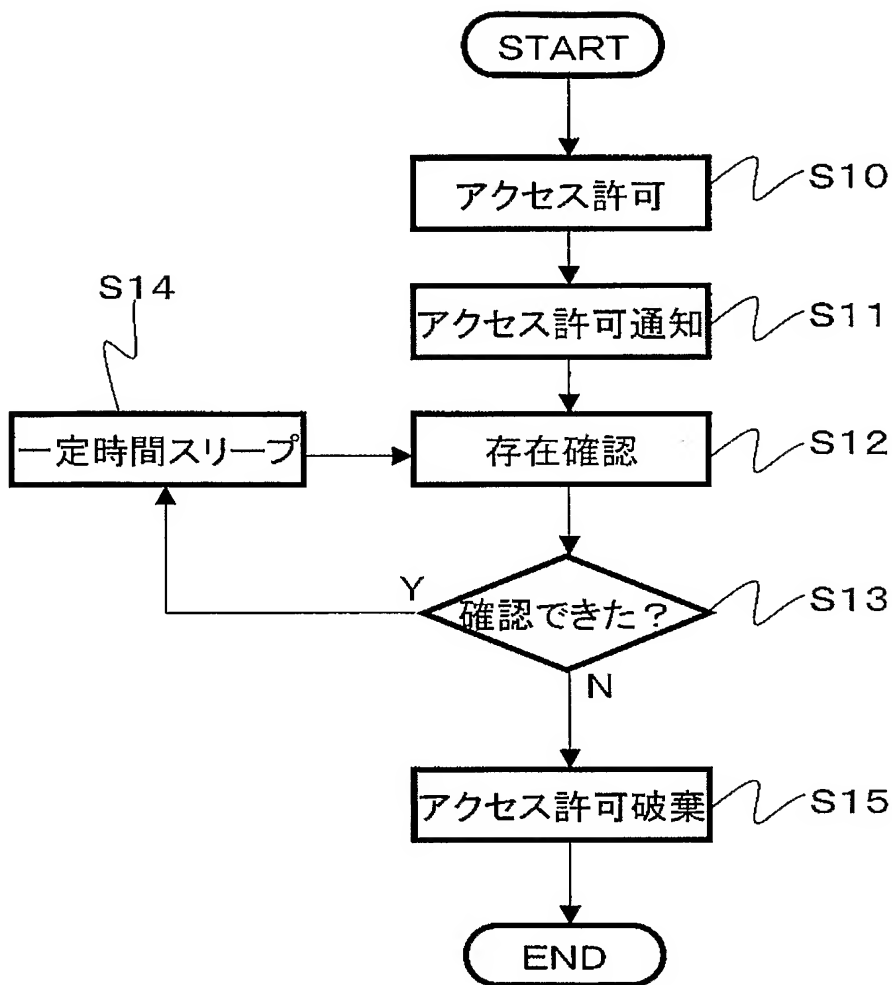 START
アクセス許可
S10
S14
アクセス許可通知
S11
一定時間スリープ
存在確認
S12
Y
確認できた？
S13
N
アクセス許可破棄
S15
END